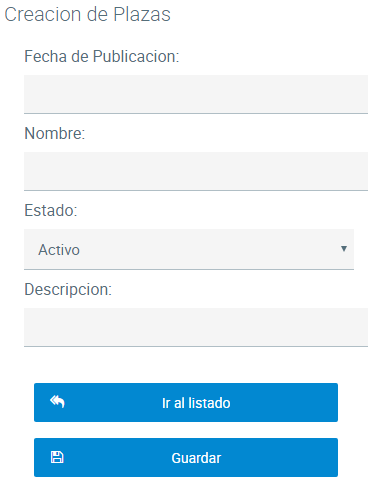 Creacion de Plazas
Fecha de Publicacion:
Nombre:
Estado:
Activo
Descripcion:
Ir al listado
Guardar